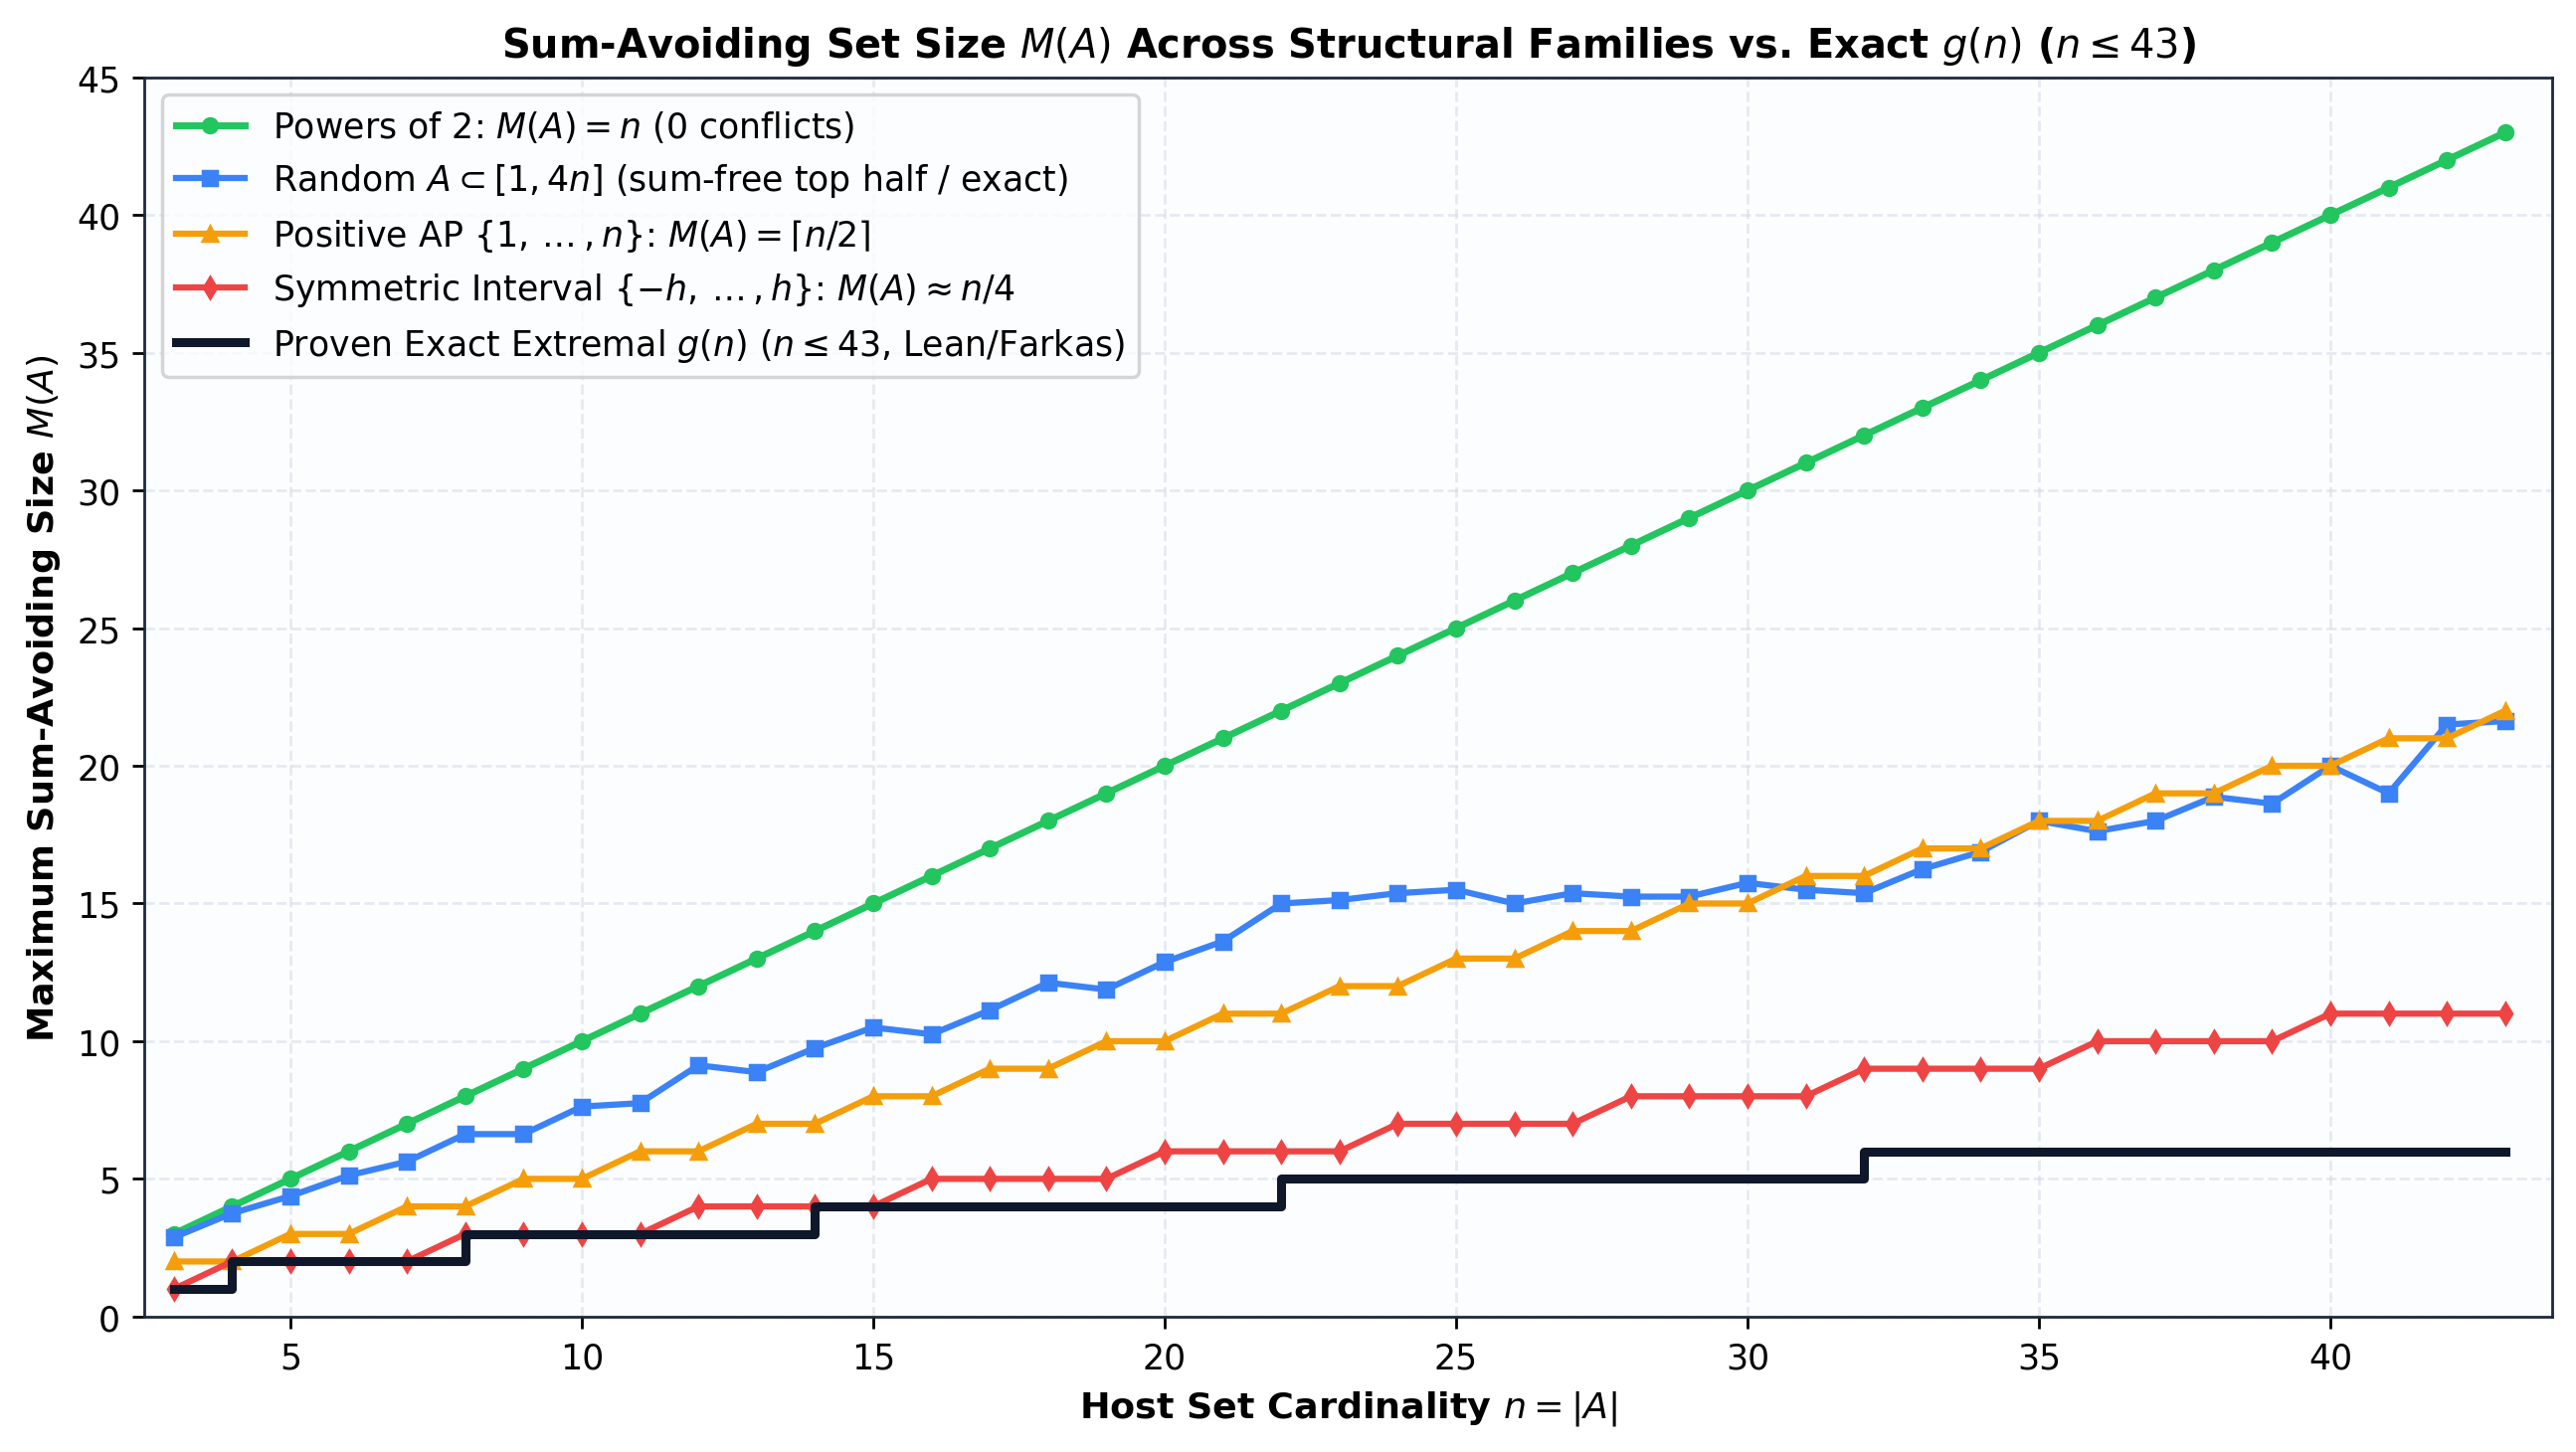 Sum-Avoiding Set Size M(A) Across Structural Families vs. Exact g(n) (n ≤ 43)
45
40
35
30
25
20
15
10
5
0
Maximum Sum-Avoiding Size M(A)
Powers of 2: M(A) = n (0 conflicts)
Random A ⊂ [1, 4n] (sum-free top half / exact)
Positive AP {1, …, n}: M(A) = ⌈n/2⌉
Symmetric Interval {−h, …, h}: M(A) ≈ n/4
Proven Exact Extremal g(n) (n ≤ 43, Lean/Farkas)
5 10 15 20 25 30 35 40
Host Set Cardinality n = |A|